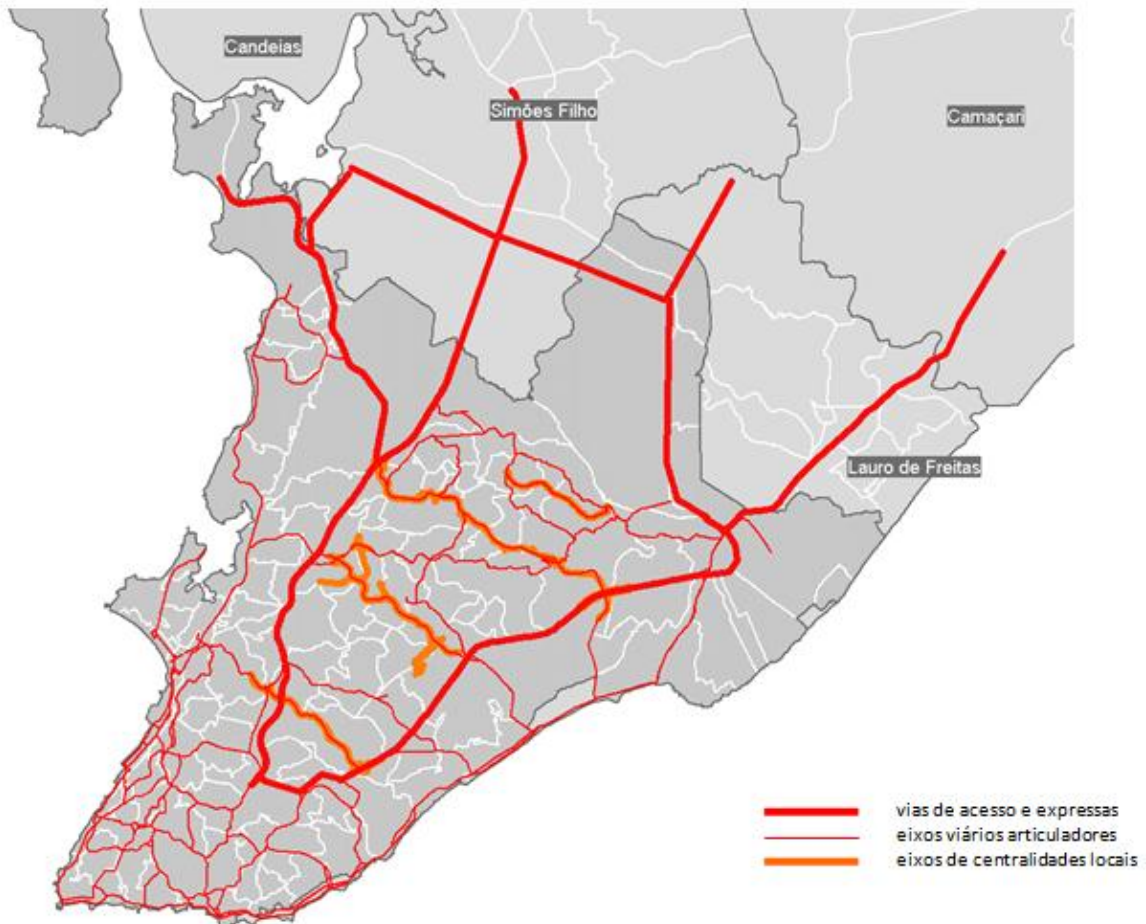 Candeias
Simões Filho
Camaçari
Lauro de Freitas
vias de acesso e expressas
eixos viários articuladores
eixos de centralidades locais